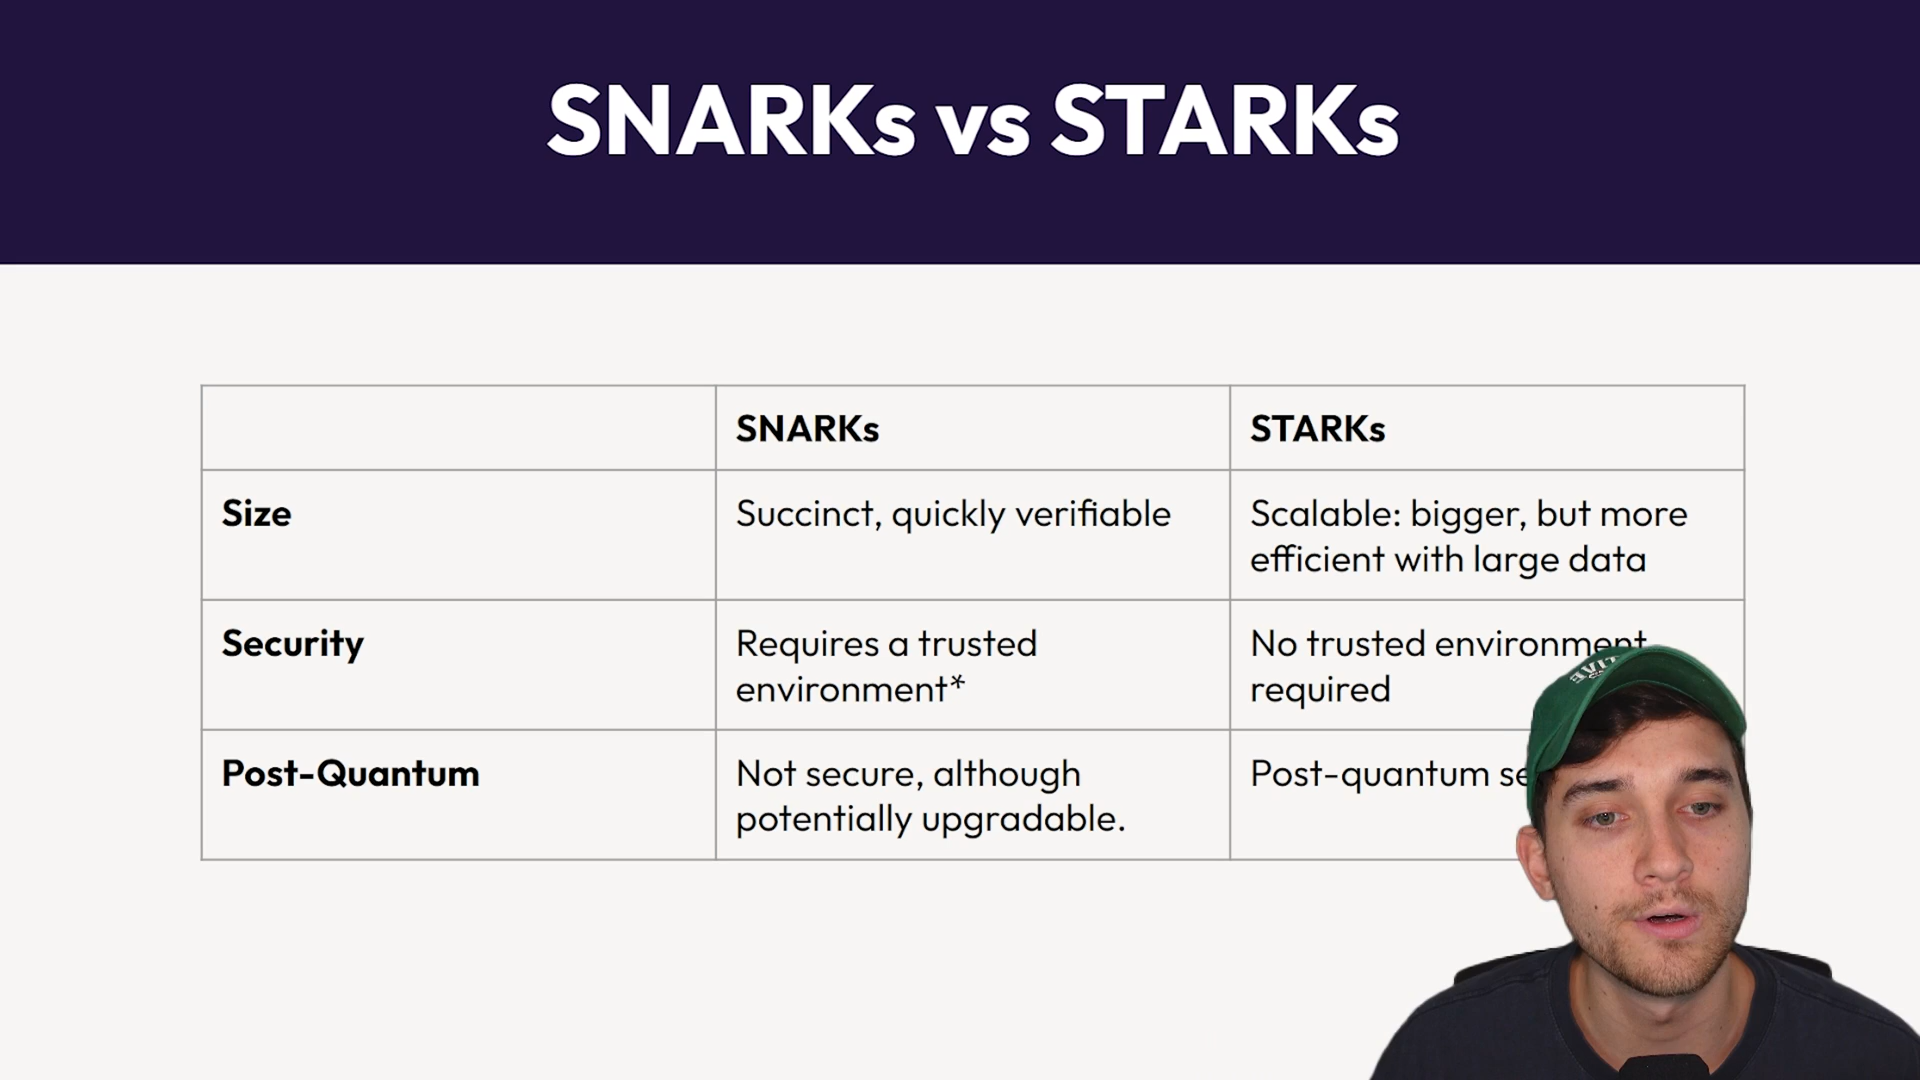 SNARKs vs STARKs
SNARKs
STARKs
Size
Succinct, quickly verifiable
Scalable: bigger, but more
efficient with large data
Security
Requires a trusted
environment*
No trusted environment
required
Post-Quantum
Not secure, although
potentially upgradable.
Post-quantum